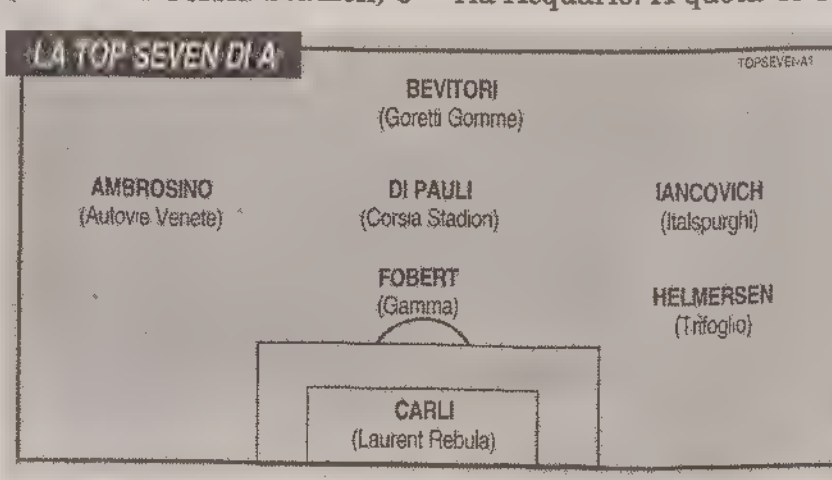 LA TOP SEVEN DI A
TOPSEVEN-A1
BEVITORI
(Goretti Gomme)
AMBROSINO
(Autovie Venete)
DI PAULI
(Corsia Stadion)
IANCOVICH
(Italspurghi)
FOBERT
(Gamma)
HELMERSEN
(Trifoglio)
CARLI
(Laurent Rebula)